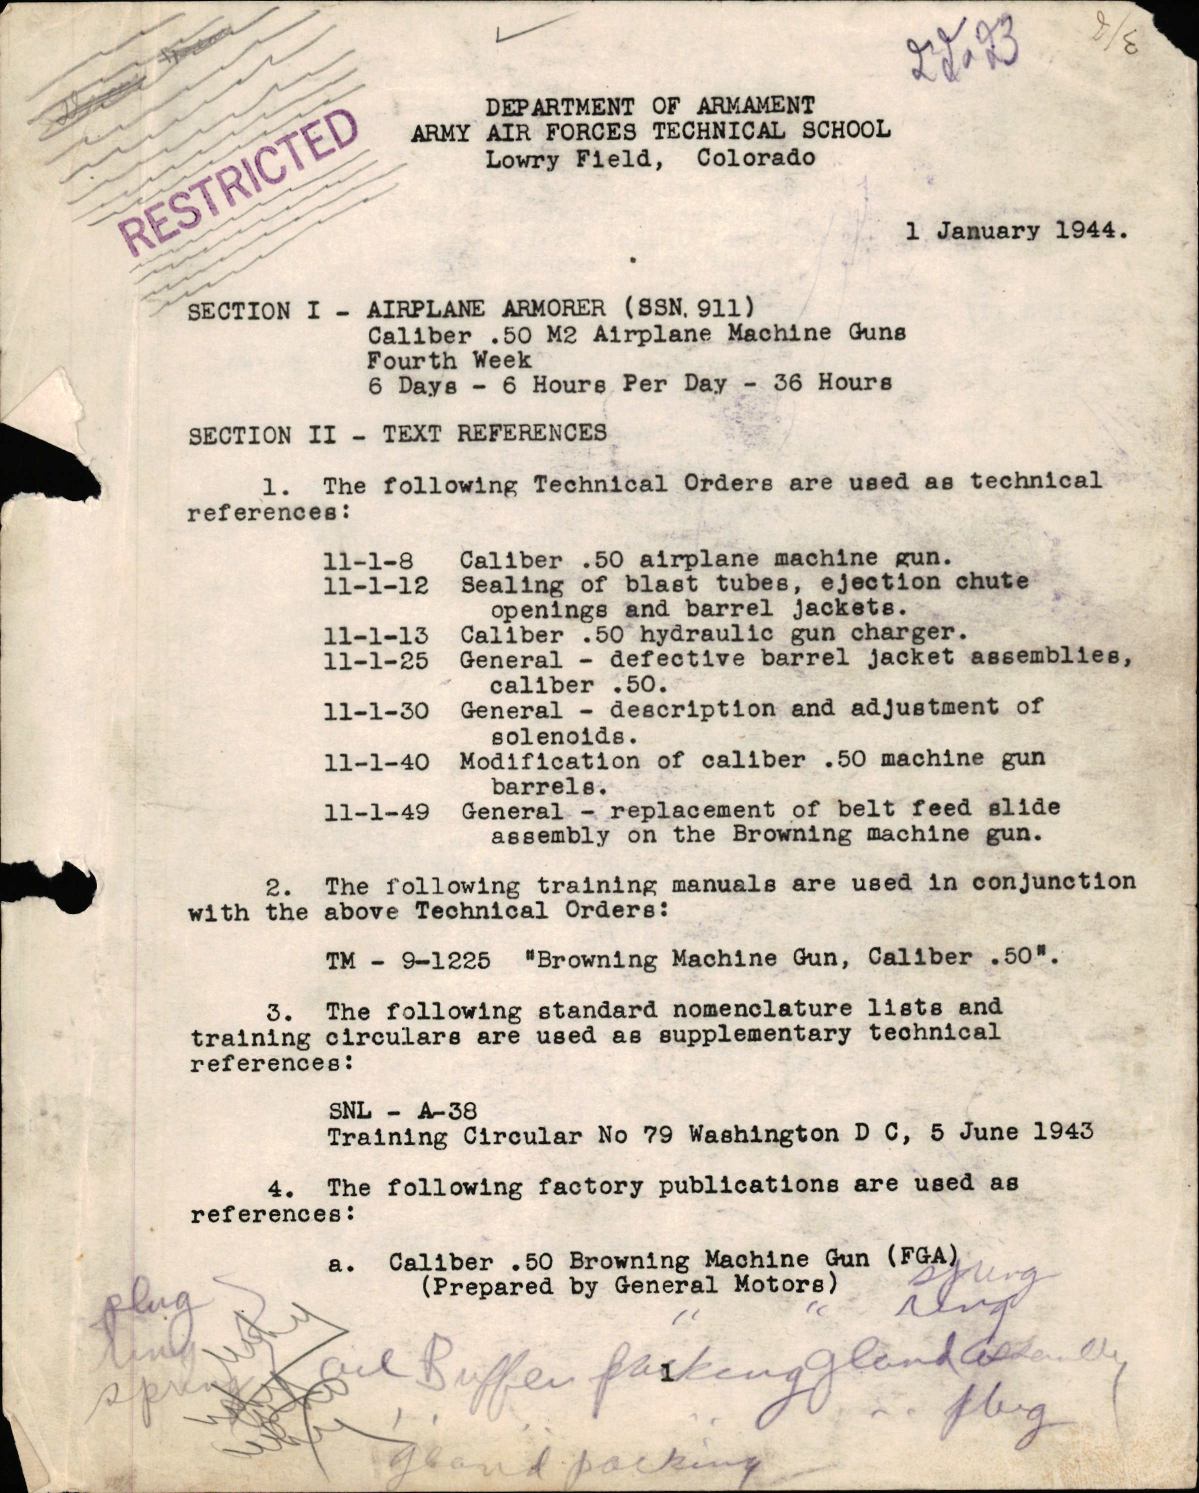 RESTRICTED
DEPARTMENT OF ARMAMENT
ARMY AIR FORCES TECHNICAL SCHOOL
Lowry Field, Colorado
1 January 1944.
SECTION I - AIRPLANE ARMORER (SSN. 911)
Caliber .50 M2 Airplane Machine Guns
Fourth Week
6 Days - 6 Hours Per Day - 36 Hours
SECTION II - TEXT REFERENCES
1. The following Technical Orders are used as technical
references:
11-1-8 Caliber .50 airplane machine gun.
11-1-12 Sealing of blast tubes, ejection chute
openings and barrel jackets.
11-1-13 Caliber .50 hydraulic gun charger.
11-1-25 General - defective barrel jacket assemblies,
caliber .50.
11-1-30 General - description and adjustment of
solenoids.
11-1-40 Modification of caliber .50 machine gun
barrels.
11-1-49 General - replacement of belt feed slide
assembly on the Browning machine gun.
2. The following training manuals are used in conjunction
with the above Technical Orders:
TM - 9-1225 "Browning Machine Gun, Caliber .50".
3. The following standard nomenclature lists and
training circulars are used as supplementary technical
references:
SNL - A-38
Training Circular No 79 Washington D C, 5 June 1943
4. The following factory publications are used as
references:
a. Caliber .50 Browning Machine Gun (FGA)
(Prepared by General Motors)
spring
plug
" " ring
ring
oil Buffer packing gland assembly
spring
1
plug
gland packing